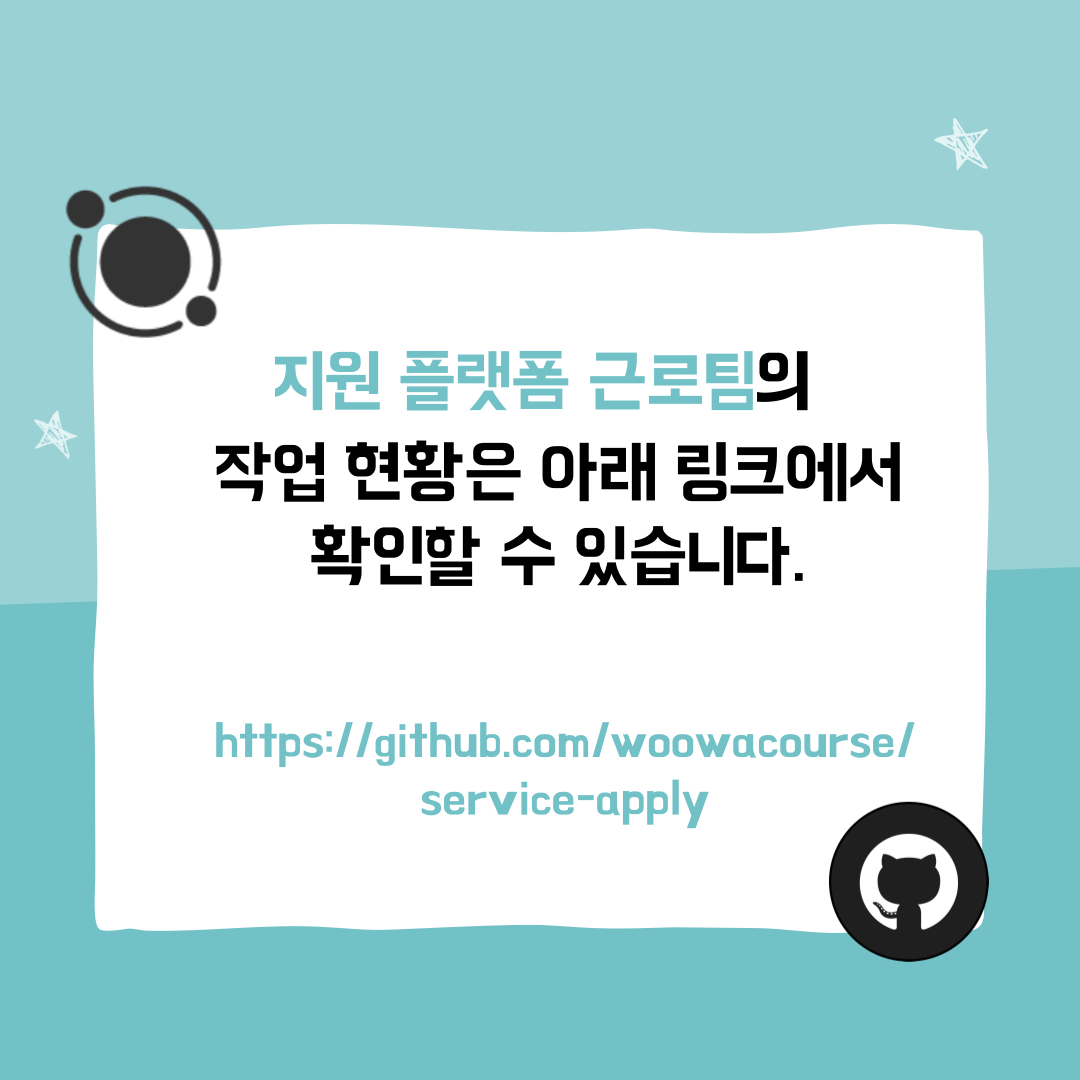 지원 플랫폼 근로팀의
작업 현황은 아래 링크에서
확인할 수 있습니다.
https://github.com/woowacourse/
service-apply